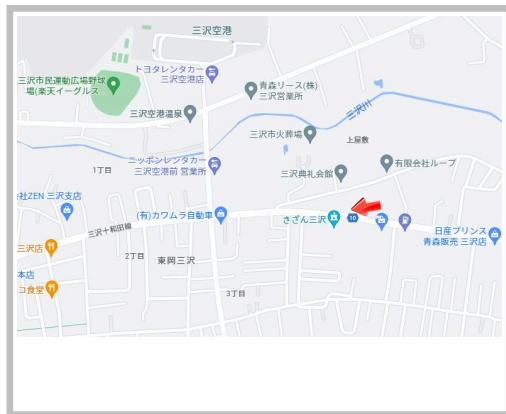 三沢空港
トヨタレンタカー
三沢空港店
三沢市民運動広場野球
場(楽天イーグルス
青森リース(株)
三沢営業所
三沢空港温泉
三沢川
三沢市火葬場
上屋敷
1丁目
ニッポンレンタカー
三沢空港前 営業所
三沢典礼会館
有限会社ループ
社ZEN 三沢支店
(有)カワムラ自動車
きざん三沢
10
三沢十和田線
日産プリンス
青森販売 三沢店
三沢店
2丁目
東岡三沢
本店
コ食堂
3丁目